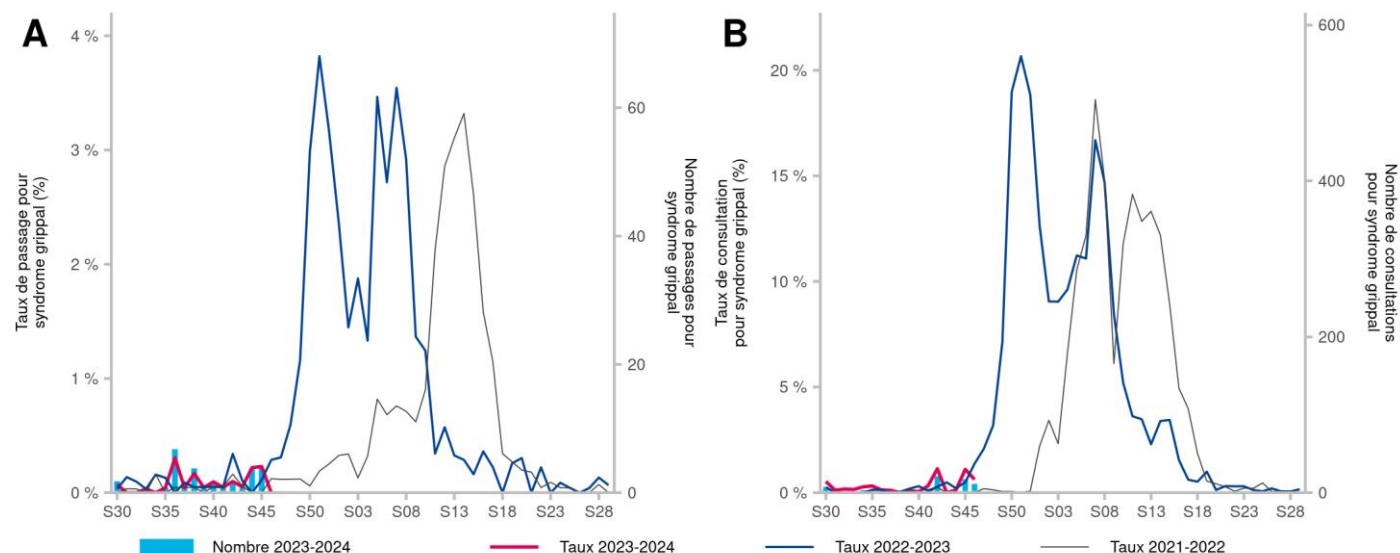 A
4 %
3 %
2 %
1 %
0 %
Taux de passage pour
syndrome grippal (%)
60
40
20
0
Nombre de passages pour
syndrome grippal
S30
S35
S40
S45
S50
S03
S08
S13
S18
S23
S28
B
20 %
15 %
10 %
5 %
0 %
Taux de consultation
pour syndrome grippal (%)
600
400
200
0
Nombre de consultations
pour syndrome gripal
S30
S35
S40
S45
S50
S03
S08
S13
S18
S23
S28
Nombre 2023-2024
Taux 2023-2024
Taux 2022-2023
Taux 2021-2022